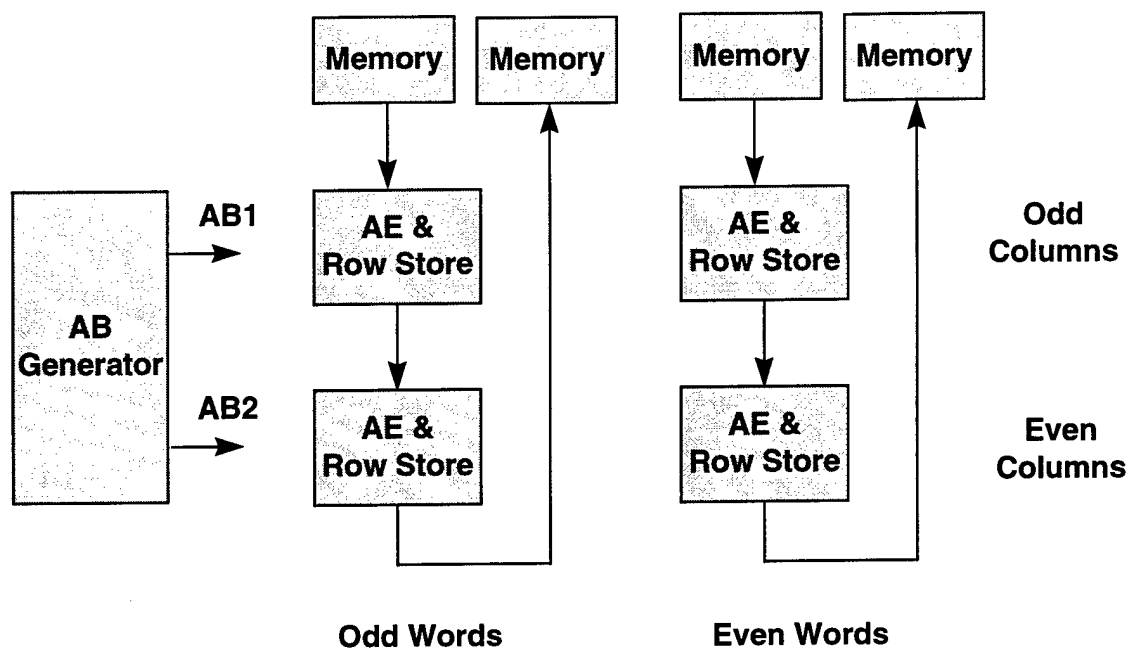 Memory
Memory
Memory
Memory
AB1
AE &
Row Store
AE &
Row Store
Odd
Columns
AB
Generator
AB2
AE &
Row Store
AE &
Row Store
Even
Columns
Odd Words
Even Words